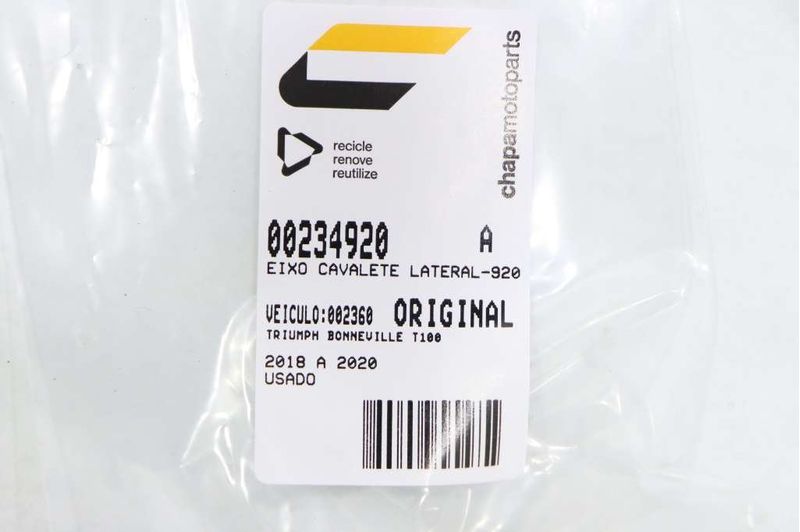 chapamotoparts
recicle
renove
reutilize
00234920 A
EIXO CAVALETE LATERAL-920
VEICULO:002360 ORIGINAL
TRIUMPH BONNEVILLE T100
2018 A 2020
USADO